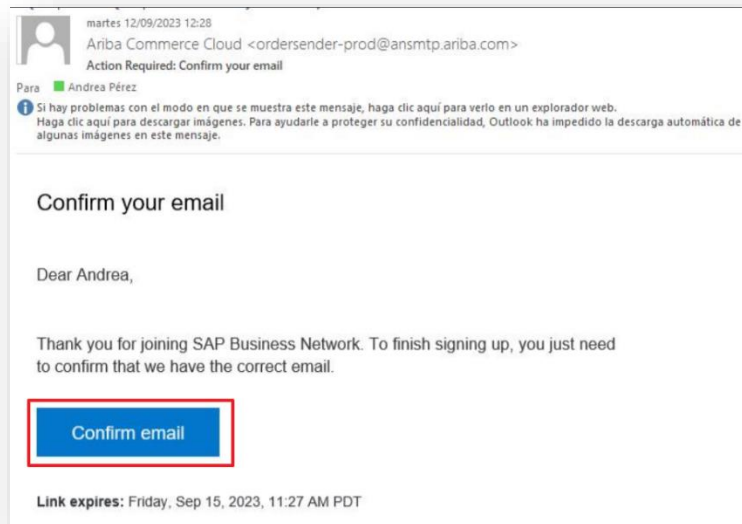 martes 12/09/2023 12:28
Ariba Commerce Cloud <ordersender-prod@ansmtp.ariba.com>
Action Required: Confirm your email
Para Andrea Pérez
Si hay problemas con el modo en que se muestra este mensaje, haga clic aquí para verlo en un explorador web.
Haga clic aquí para descargar imágenes. Para ayudarle a proteger su confidencialidad, Outlook ha impedido la descarga automática de
algunas imágenes en este mensaje.
Confirm your email
Dear Andrea,
Thank you for joining SAP Business Network. To finish signing up, you just need
to confirm that we have the correct email.
Confirm email
Link expires: Friday, Sep 15, 2023, 11:27 AM PDT